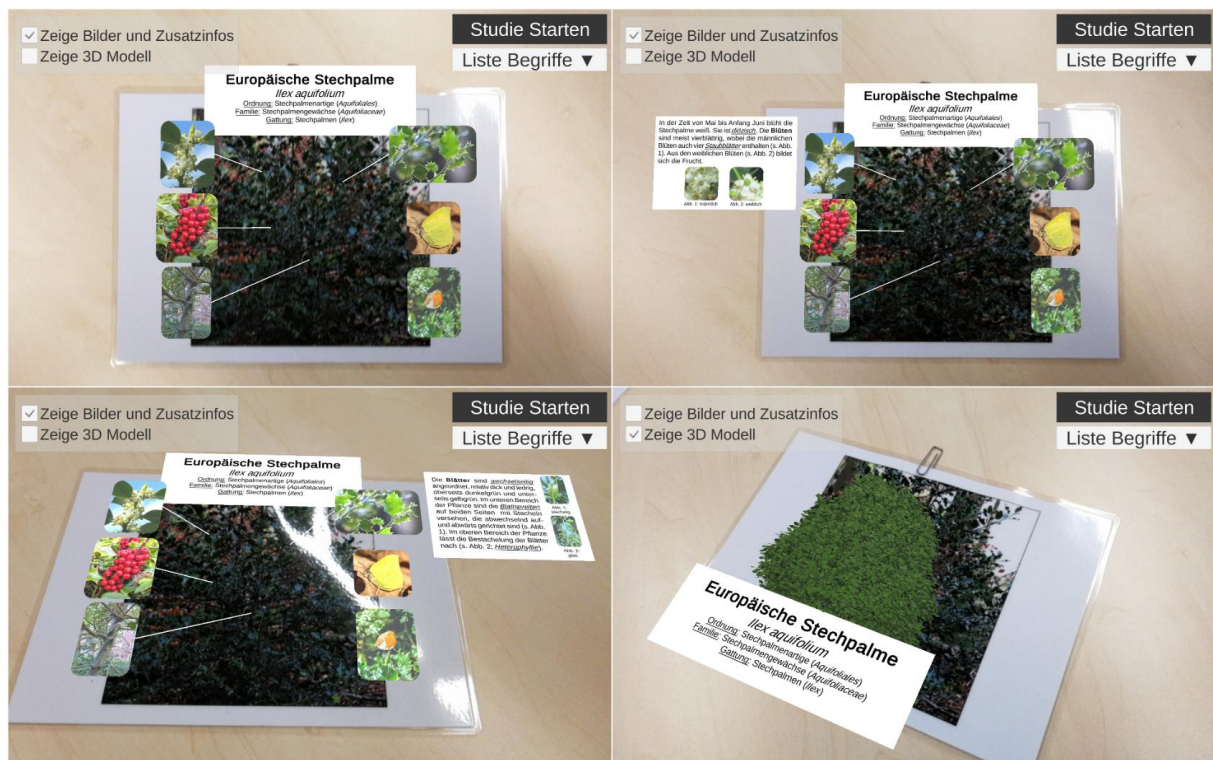 Zeige Bilder und Zusatzinfos
Zeige 3D Modell
Studie Starten
Liste Begriffe ▼
Europäische Stechpalme
Ilex aquifolium
Ordnung: Stechpalmenartige (Aquifoliales)
Familie: Stechpalmengewächse (Aquifoliaceae)
Gattung: Stechpalmen (Ilex)
Zeige Bilder und Zusatzinfos
Zeige 3D Modell
Studie Starten
Liste Begriffe ▼
Europäische Stechpalme
Ilex aquifolium
Ordnung: Stechpalmenartige (Aquifoliales)
Familie: Stechpalmengewächse (Aquifoliaceae)
Gattung: Stechpalmen (Ilex)
In der Zeit von Mai bis Anfang Juni blüht die
Stechpalme weiß. Sie ist diözisch. Die Blüten
sind meist vierblättrig, wobei die männlichen
Blüten auch vier Staubblätter enthalten (s. Abb.
1). Aus den weiblichen Blüten (s. Abb. 2) bildet
sich die Frucht.
Abb. 1: männlich
Abb. 2: weiblich
Zeige Bilder und Zusatzinfos
Zeige 3D Modell
Studie Starten
Liste Begriffe ▼
Europäische Stechpalme
Ilex aquifolium
Ordnung: Stechpalmenartige (Aquifoliales)
Familie: Stechpalmengewächse (Aquifoliaceae)
Gattung: Stechpalmen (Ilex)
Die Blätter sind wechselseitig
angeordnet, relativ dick und ledrig,
überseits dunkelgrün und unter-
seits gelbgrün. Im unteren Bereich
der Pflanze sind die Blattspreiten
auf beiden Seiten mit Stacheln
versehen, die abwechselnd auf-
und abwärts gerichtet sind (s. Abb.
1). Im oberen Bereich der Pflanze
lässt die Bestachelung der Blätter
nach (s. Abb. 2; Heterophyllie).
Abb. 1:
stachelig
Abb. 2:
glatt
Zeige Bilder und Zusatzinfos
Zeige 3D Modell
Studie Starten
Liste Begriffe ▼
Europäische Stechpalme
Ilex aquifolium
Ordnung: Stechpalmenartige (Aquifoliales)
Familie: Stechpalmengewächse (Aquifoliaceae)
Gattung: Stechpalmen (Ilex)